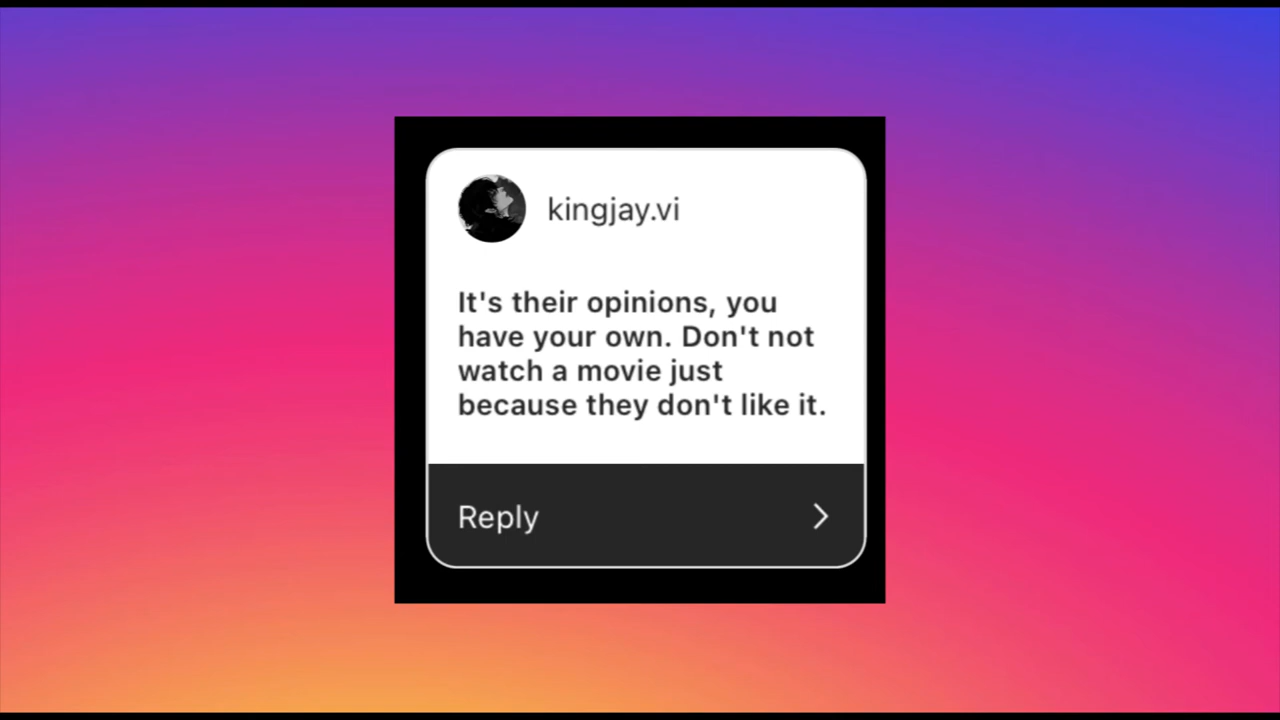 kingjay.vi
It's their opinions, you
have your own. Don't not
watch a movie just
because they don't like it.
Reply